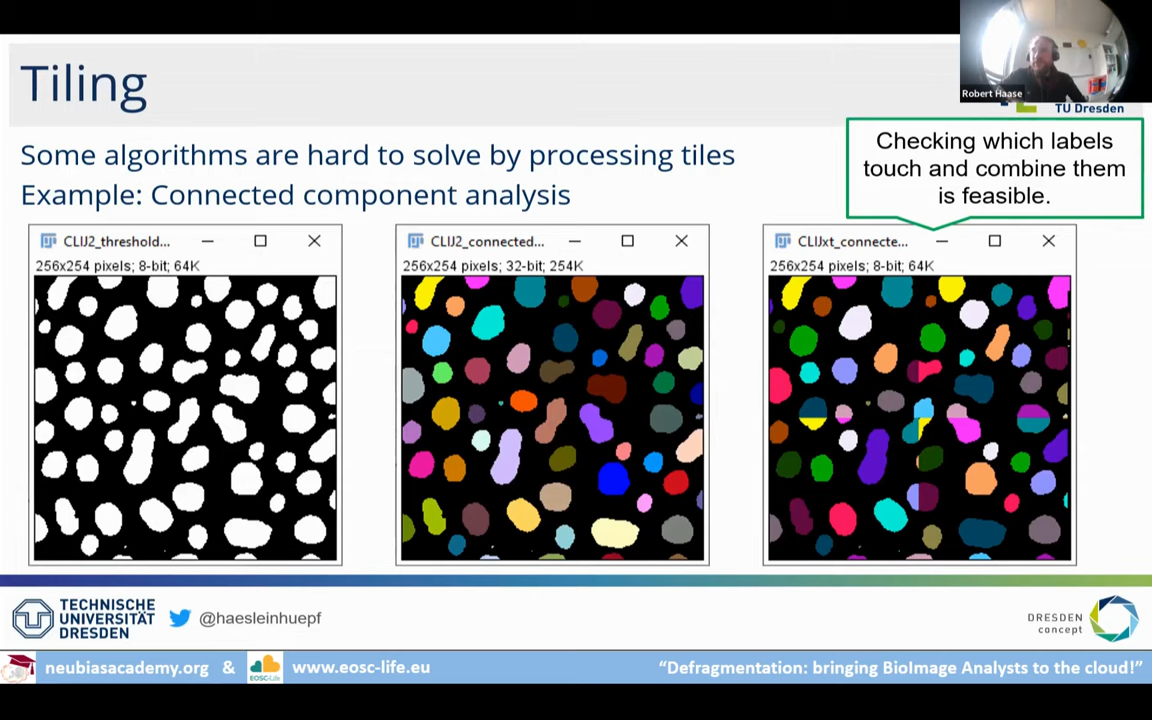 Robert Haase
Tiling
TU Dresden
Some algorithms are hard to solve by processing tiles
Example: Connected component analysis
Checking which labels
touch and combine them
is feasible.
CLIJ2_threshold...
256x254 pixels; 8-bit; 64K
CLIJ2_connected...
256x254 pixels; 32-bit; 254K
CLIJxt_connecte...
256x254 pixels; 8-bit; 64K
TECHNISCHE
UNIVERSITÄT
DRESDEN
@haesleinhuepf
DRESDEN
concept
neubiasacademy.org &
EOSC-Life
www.eosc-life.eu
“Defragmentation: bringing BioImage Analysts to the cloud!”